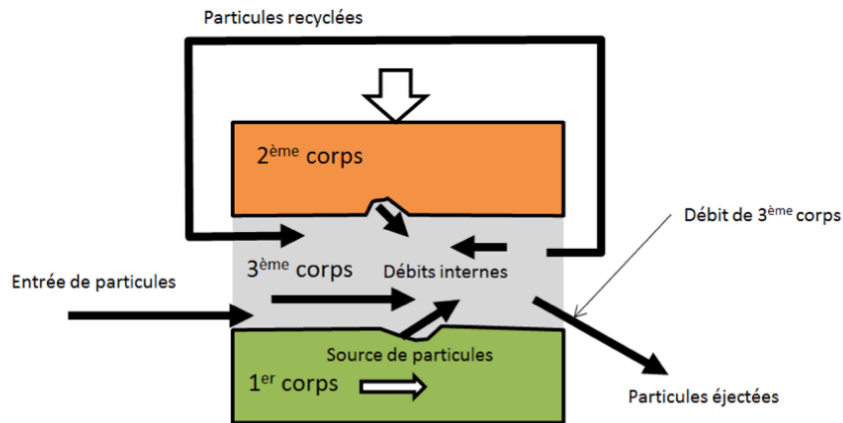 Particules recyclées
2ème corps
Débit de 3ème corps
3ème corps
Débits internes
Entrée de particules
Source de particules
1er corps
Particules éjectées